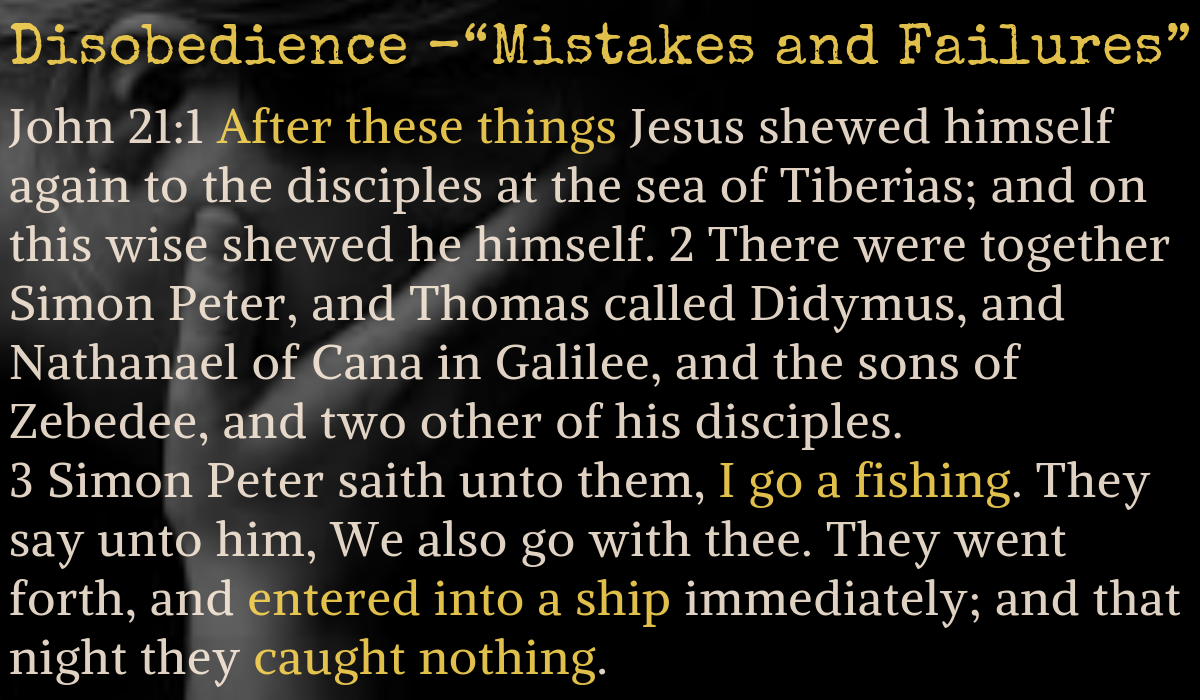 Disobedience –“Mistakes and Failures”
John 21:1 After these things Jesus shewed himself
again to the disciples at the sea of Tiberias; and on
this wise shewed he himself. 2 There were together
Simon Peter, and Thomas called Didymus, and
Nathanael of Cana in Galilee, and the sons of
Zebedee, and two other of his disciples.
3 Simon Peter saith unto them, I go a fishing. They
say unto him, We also go with thee. They went
forth, and entered into a ship immediately; and that
night they caught nothing.